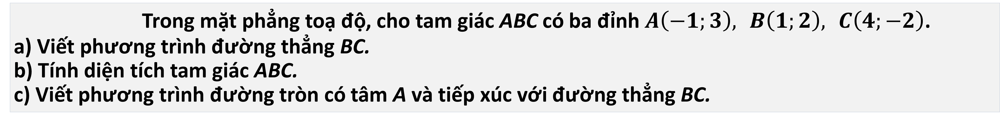 Trong mặt phẳng toạ độ, cho tam giác ABC có ba đỉnh A(−1; 3), B(1; 2), C(4; −2).
a) Viết phương trình đường thẳng BC.
b) Tính diện tích tam giác ABC.
c) Viết phương trình đường tròn có tâm A và tiếp xúc với đường thẳng BC.